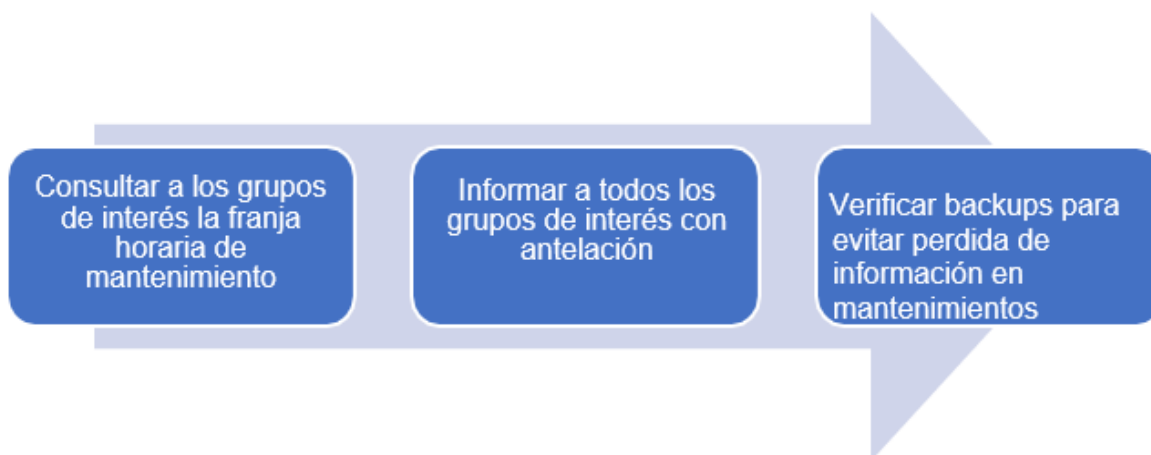 Consultar a los grupos
de interés la franja
horaria de
mantenimiento
Informar a todos los
grupos de interés con
antelación
Verificar backups para
evitar perdida de
información en
mantenimientos